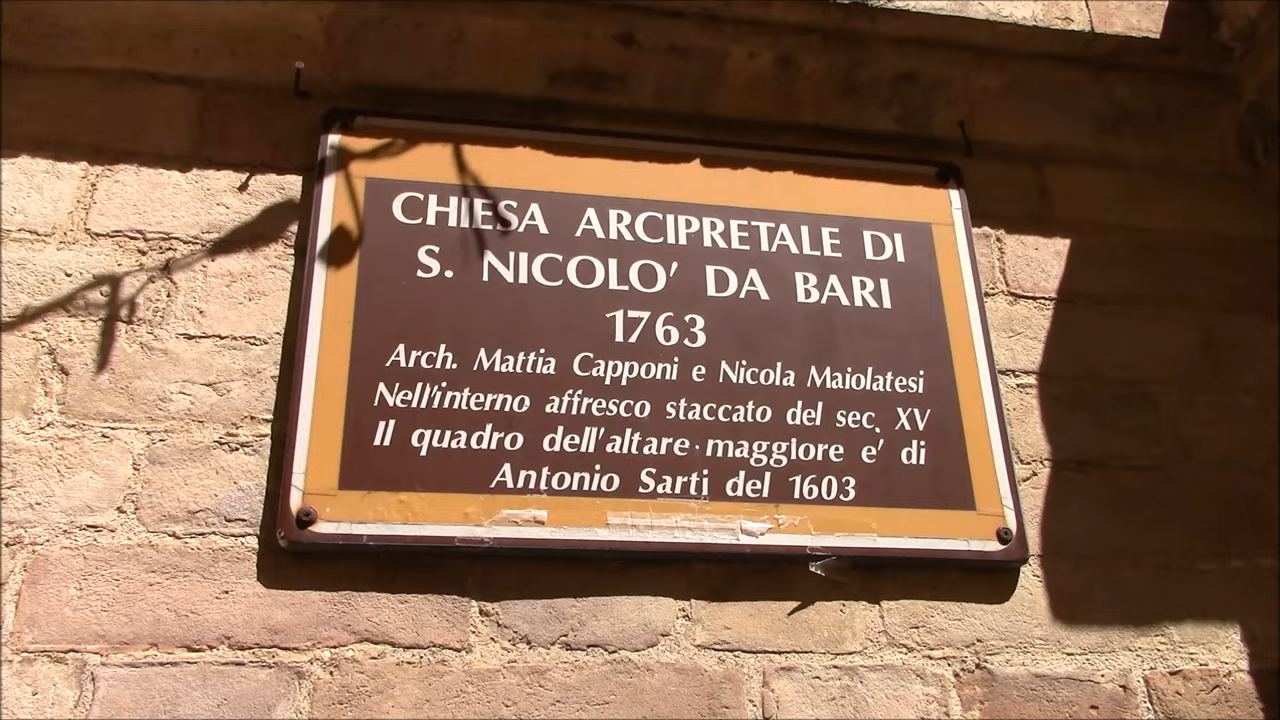 CHIESA ARCIPRETALE DI
S. NICOLO' DA BARI
1763
Arch. Mattia Capponi e Nicola Maiolatesi
Nell'interno affresco staccato del sec. XV
Il quadro dell'altare maggiore e' di
Antonio Sarti del 1603